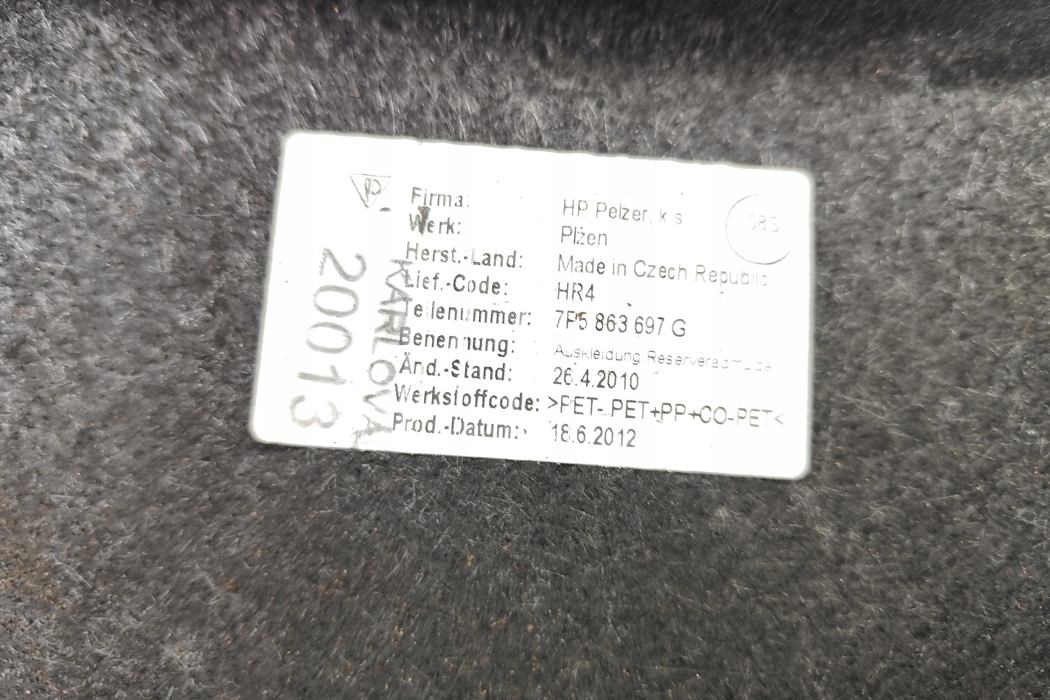 Firma: HP Pelzer, k s
Werk: Plzen
Herst.-Land: Made in Czech Republic
Lief.-Code: HR4
Teilenummer: 7P5 863 697 G
Benennung: Auskleidung
Änd.-Stand: 26.4.2010
Werkstoffcode: >PET-PET+PP+CO-PET<
Prod.-Datum: 18.6.2012
KARLOVA
20013